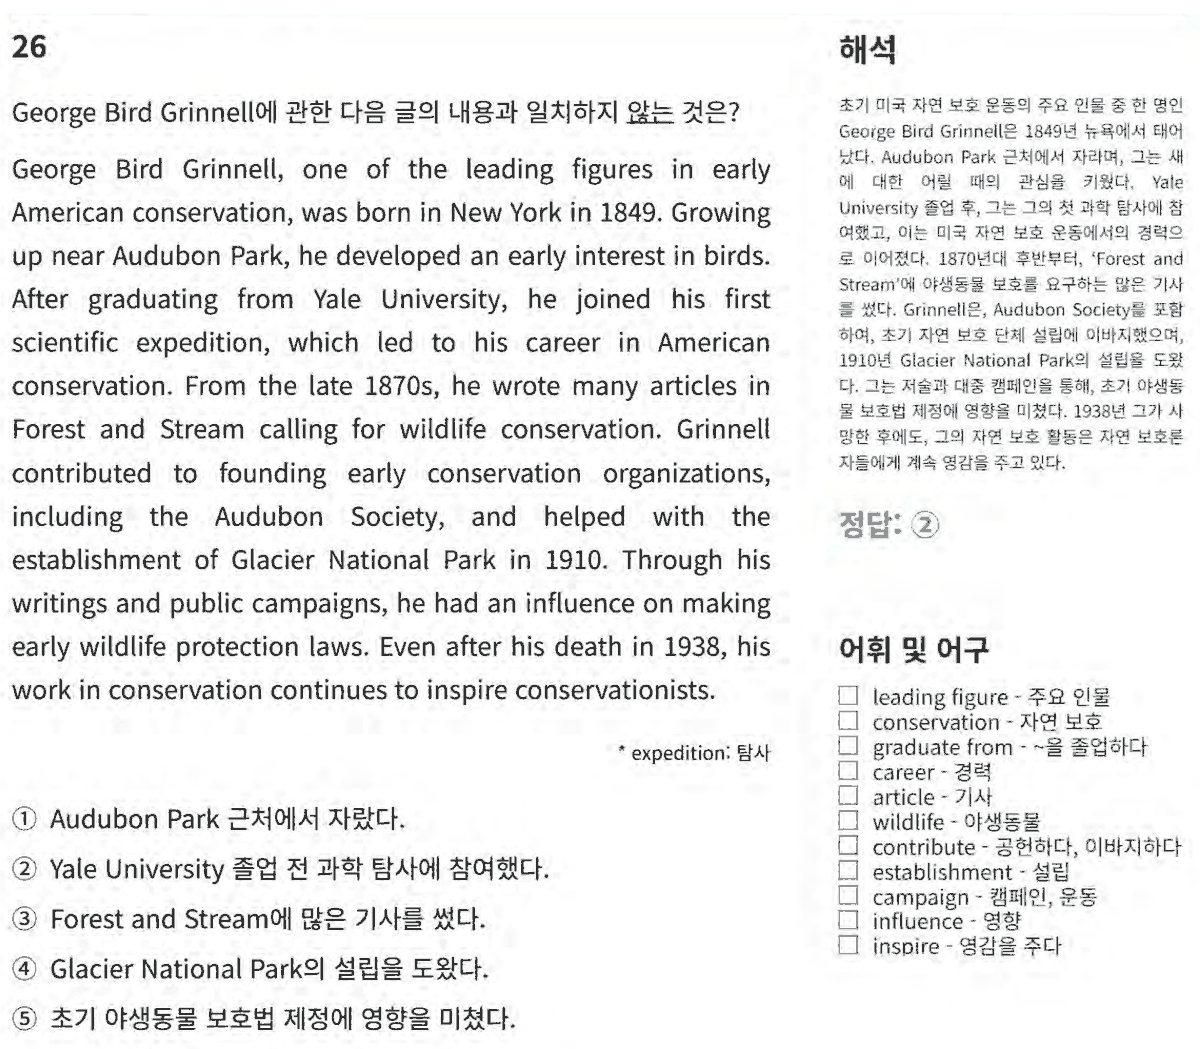 26
George Bird Grinnell에 관한 다음 글의 내용과 일치하지 않는 것은?
George Bird Grinnell, one of the leading figures in early
American conservation, was born in New York in 1849. Growing
up near Audubon Park, he developed an early interest in birds.
After graduating from Yale University, he joined his first
scientific expedition, which led to his career in American
conservation. From the late 1870s, he wrote many articles in
Forest and Stream calling for wildlife conservation. Grinnell
contributed to founding early conservation organizations,
including the Audubon Society, and helped with the
establishment of Glacier National Park in 1910. Through his
writings and public campaigns, he had an influence on making
early wildlife protection laws. Even after his death in 1938, his
work in conservation continues to inspire conservationists.
* expedition: 탐사
① Audubon Park 근처에서 자랐다.
② Yale University 졸업 전 과학 탐사에 참여했다.
③ Forest and Stream에 많은 기사를 썼다.
④ Glacier National Park의 설립을 도왔다.
⑤ 초기 야생동물 보호법 제정에 영향을 미쳤다.
해석
초기 미국 자연 보호 운동의 주요 인물 중 한 명인
George Bird Grinnell은 1849년 뉴욕에서 태어
났다. Audubon Park 근처에서 자라며, 그는 새
에 대한 어릴 때의 관심을 키웠다. Yale
University 졸업 후, 그는 그의 첫 과학 탐사에 참
여했고, 이는 미국 자연 보호 운동에서의 경력으
로 이어졌다. 1870년대 후반부터, ‘Forest and
Stream’에 야생동물 보호를 요구하는 많은 기사
를 썼다. Grinnell은, Audubon Society를 포함
하여, 초기 자연 보호 단체 설립에 이바지했으며,
1910년 Glacier National Park의 설립을 도왔
다. 그는 저술과 대중 캠페인을 통해, 초기 야생동
물 보호법 제정에 영향을 미쳤다. 1938년 그가 사
망한 후에도, 그의 자연 보호 활동은 자연 보호론
자들에게 계속 영감을 주고 있다.
정답: ②
어휘 및 어구
□ leading figure - 주요 인물
□ conservation - 자연 보호
□ graduate from - ~을 졸업하다
□ career - 경력
□ article - 기사
□ wildlife - 야생동물
□ contribute - 공헌하다, 이바지하다
□ establishment - 설립
□ campaign - 캠페인, 운동
□ influence - 영향
□ inspire - 영감을 주다